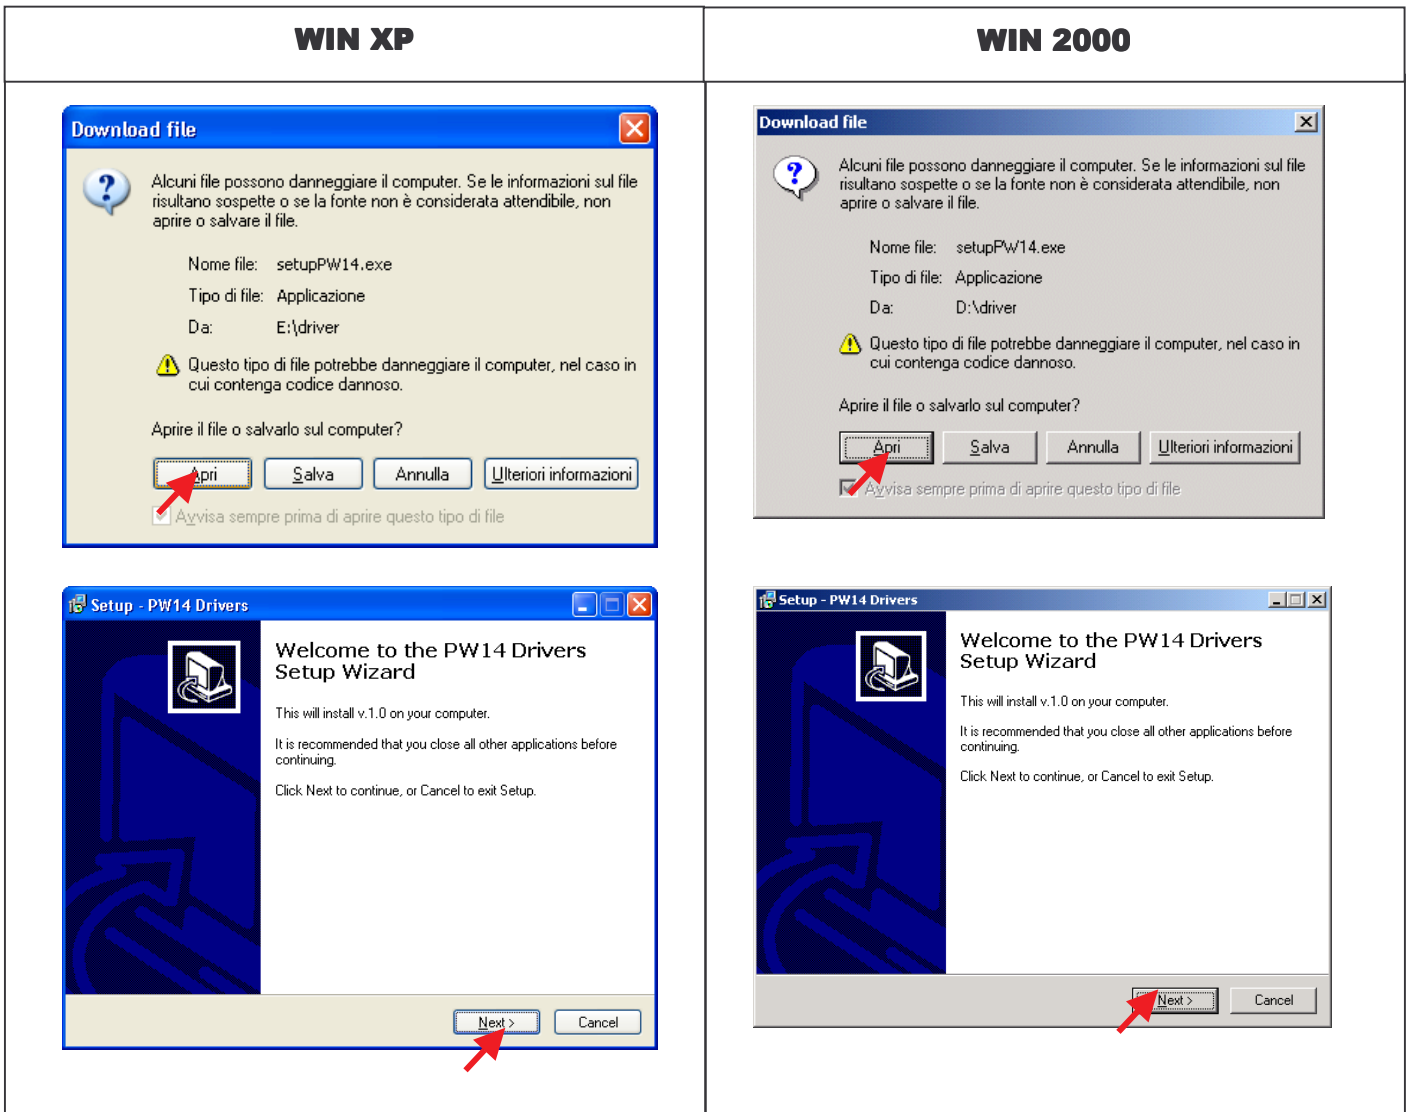 WIN XP
WIN 2000
Download file
Alcuni file possono danneggiare il computer. Se le informazioni sul file
risultano sospette o se la fonte non è considerata attendibile, non
aprire o salvare il file.
Nome file: setupPW14.exe
Tipo di file: Applicazione
Da: E:\driver
Questo tipo di file potrebbe danneggiare il computer, nel caso in
cui contenga codice dannoso.
Aprire il file o salvarlo sul computer?
Apri Salva Annulla Ulteriori informazioni
Avvisa sempre prima di aprire questo tipo di file
Download file
Alcuni file possono danneggiare il computer. Se le informazioni sul file
risultano sospette o se la fonte non è considerata attendibile, non
aprire o salvare il file.
Nome file: setupPW14.exe
Tipo di file: Applicazione
Da: D:\driver
Questo tipo di file potrebbe danneggiare il computer, nel caso in
cui contenga codice dannoso.
Aprire il file o salvarlo sul computer?
Apri Salva Annulla Ulteriori informazioni
Avvisa sempre prima di aprire questo tipo di file
Setup - PW14 Drivers
Welcome to the PW14 Drivers
Setup Wizard
This will install v.1.0 on your computer.
It is recommended that you close all other applications before
continuing.
Click Next to continue, or Cancel to exit Setup.
Next > Cancel
Setup - PW14 Drivers
Welcome to the PW14 Drivers
Setup Wizard
This will install v.1.0 on your computer.
It is recommended that you close all other applications before
continuing.
Click Next to continue, or Cancel to exit Setup.
Next > Cancel